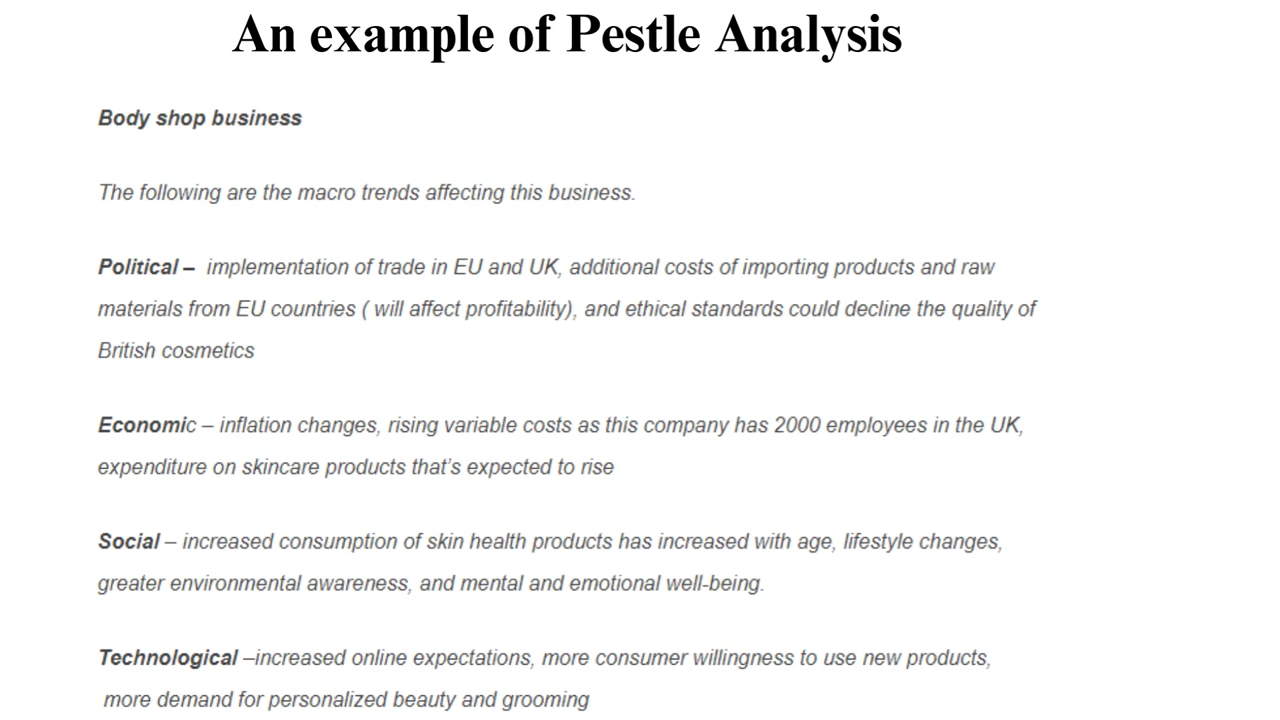 An example of Pestle Analysis
Body shop business
The following are the macro trends affecting this business.
Political – implementation of trade in EU and UK, additional costs of importing products and raw
materials from EU countries ( will affect profitability), and ethical standards could decline the quality of
British cosmetics
Economic – inflation changes, rising variable costs as this company has 2000 employees in the UK,
expenditure on skincare products that’s expected to rise
Social – increased consumption of skin health products has increased with age, lifestyle changes,
greater environmental awareness, and mental and emotional well-being.
Technological –increased online expectations, more consumer willingness to use new products,
more demand for personalized beauty and grooming